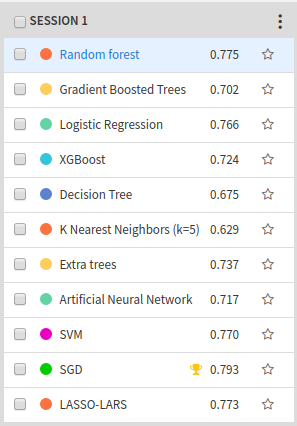 SESSION 1
Random forest 0.775
Gradient Boosted Trees 0.702
Logistic Regression 0.766
XGBoost 0.724
Decision Tree 0.675
K Nearest Neighbors (k=5) 0.629
Extra trees 0.737
Artificial Neural Network 0.717
SVM 0.770
SGD 0.793
LASSO-LARS 0.773